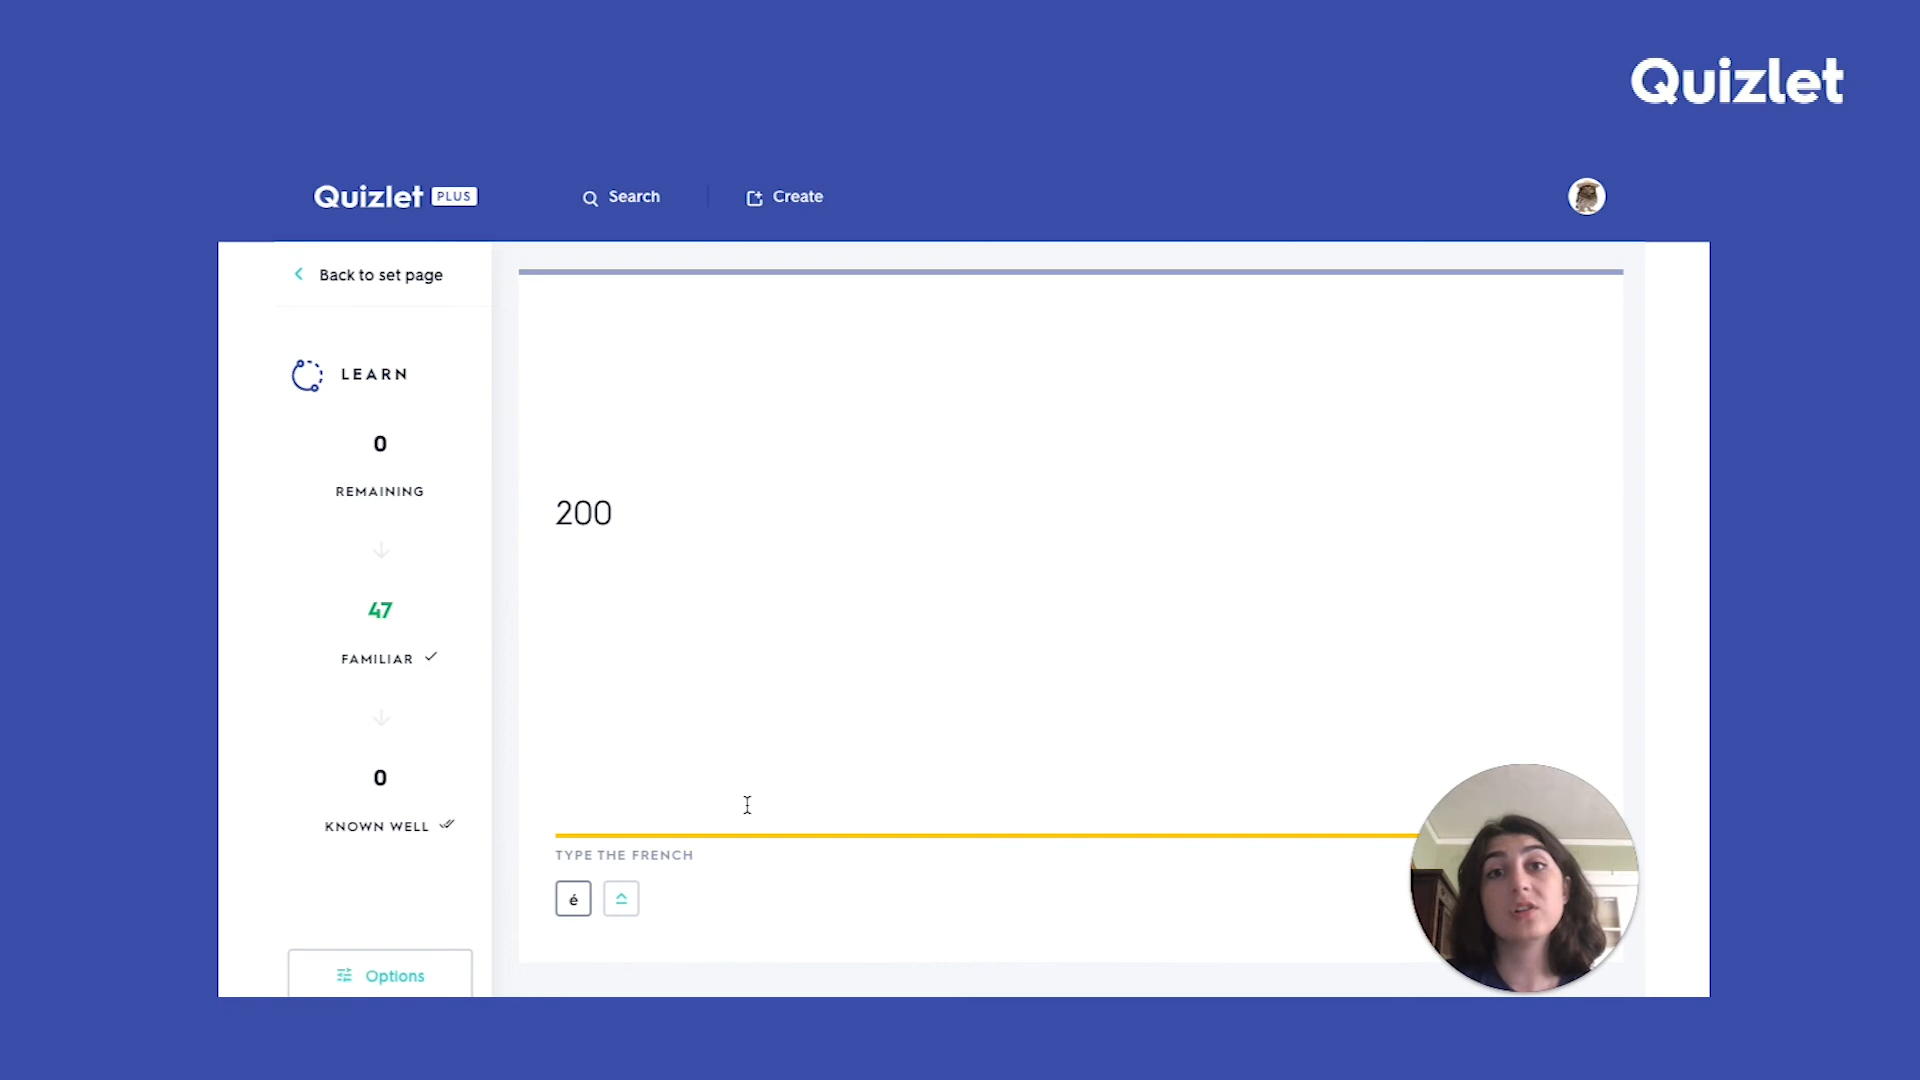 Quizlet
Quizlet PLUS
Search
Create
Back to set page
LEARN
0
REMAINING
47
FAMILIAR
0
KNOWN WELL
Options
200
TYPE THE FRENCH
é